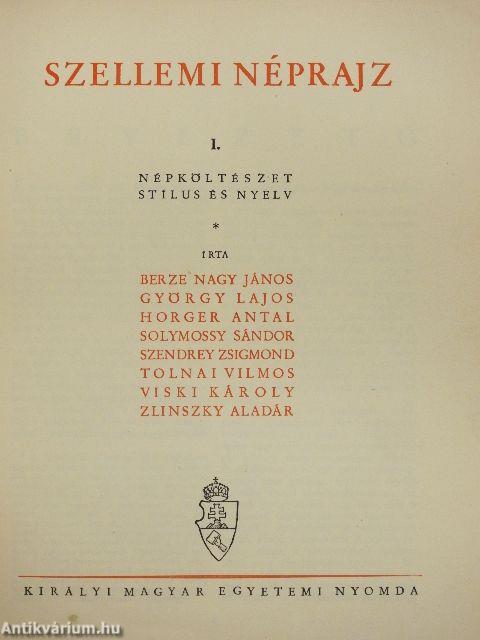 SZELLEMI NÉPRAJZ
I.
NÉPKÖLTÉSZET
STILUS ÉS NYELV
*
IRTA
BERZE NAGY JÁNOS
GYÖRGY LAJOS
HORGER ANTAL
SOLYMOSSY SÁNDOR
SZENDREY ZSIGMOND
TOLNAI VILMOS
VISKI KÁROLY
ZLINSZKY ALADÁR
KIRÁLYI MAGYAR EGYETEMI NYOMDA
Antikvárium.hu